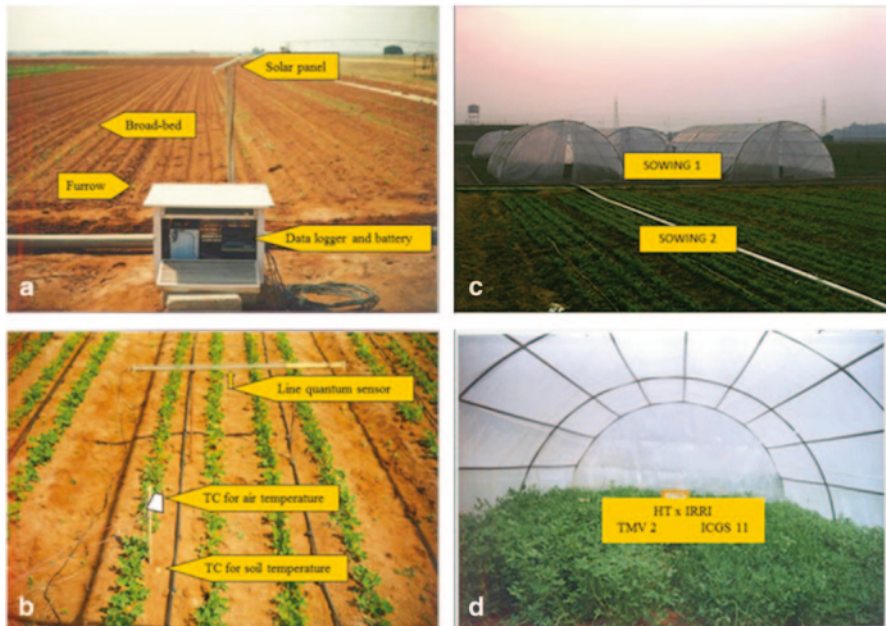 Solar panel
Broad-bed
Furrow
Data logger and battery
a
Line quantum sensor
TC for air temperature
TC for soil temperature
b
SOWING 1
SOWING 2
c
HT x IRRI
TMV 2 ICGS 11
d